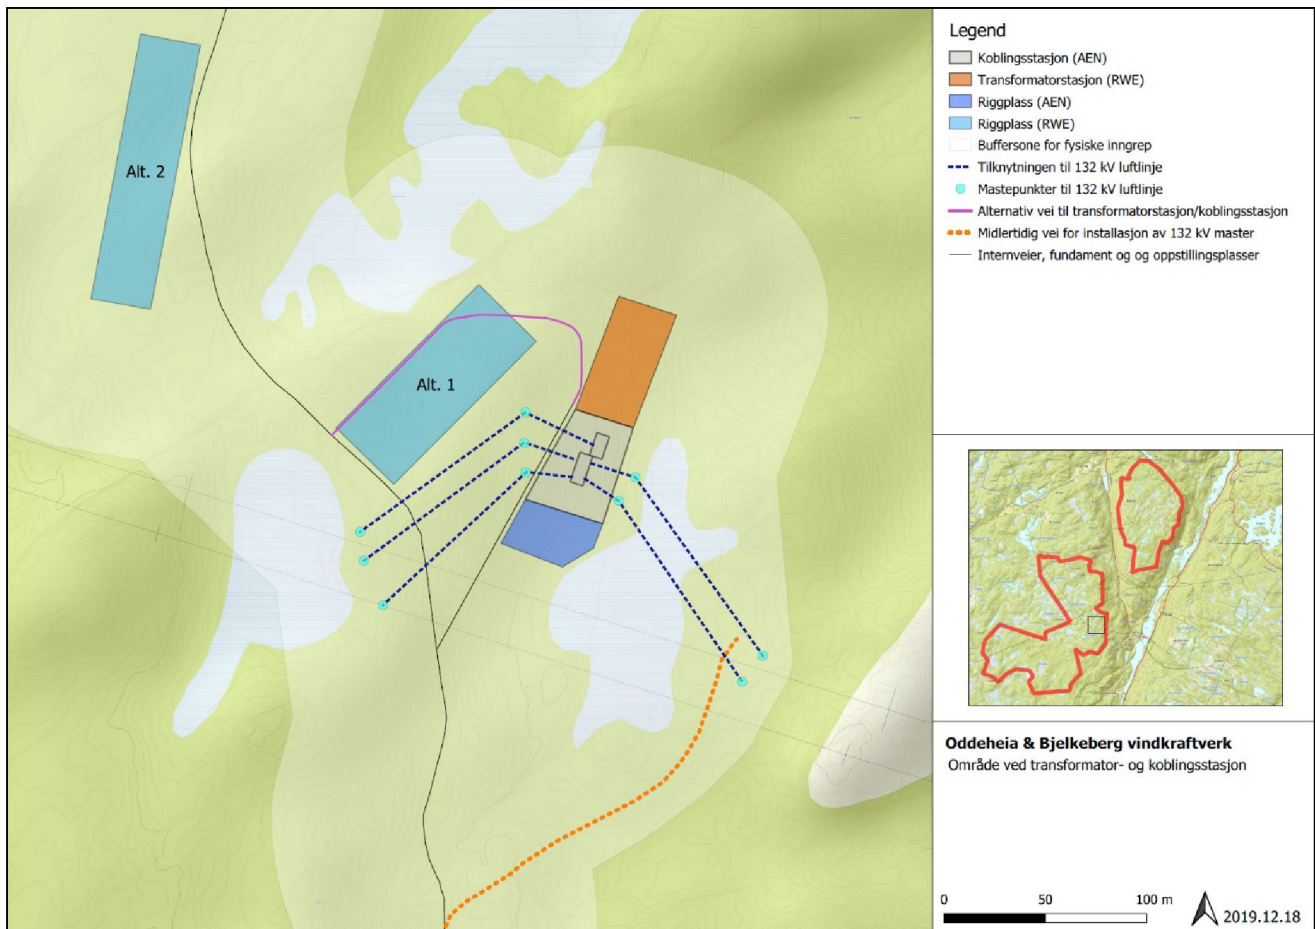 Alt. 2
Alt. 1
Legend
Koblingsstasjon (AEN)
Transformatorstasjon (RWE)
Riggplass (AEN)
Riggplass (RWE)
Buffersone for fysiske inngrep
Tilknytningen til 132 kV luftlinje
Mastepunkter til 132 kV luftlinje
Alternativ vei til transformatorstasjon/koblingsstasjon
Midlertidig vei for installasjon av 132 kV master
Internveier, fundament og og oppstillingsplasser
Oddeheia & Bjelkeberg vindkraftverk
Område ved transformator- og koblingsstasjon
0 50 100 m
2019.12.18